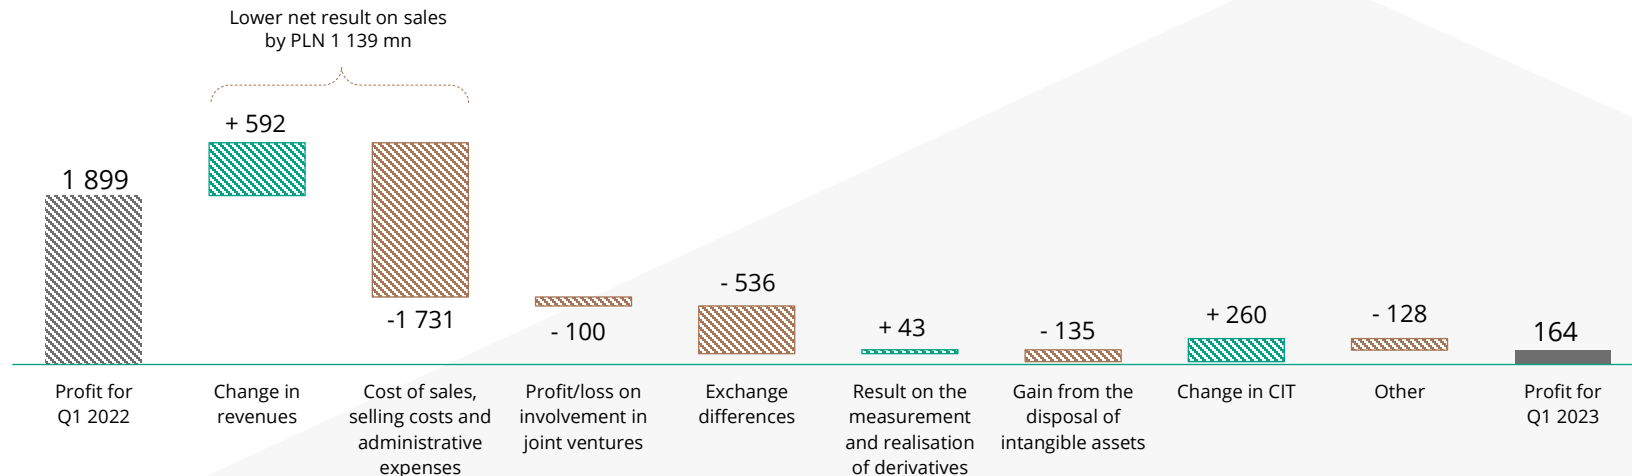 Lower net result on sales
by PLN 1 139 mn
+ 592
1 899
-1 731
- 100
- 536
+ 43
- 135
+ 260
- 128
164
Profit for
Q1 2022
Change in
revenues
Cost of sales,
selling costs and
administrative
expenses
Profit/loss on
involvement in
joint ventures
Exchange
differences
Result on the
measurement
and realisation
of derivatives
Gain from the
disposal of
intangible assets
Change in CIT
Other
Profit for
Q1 2023